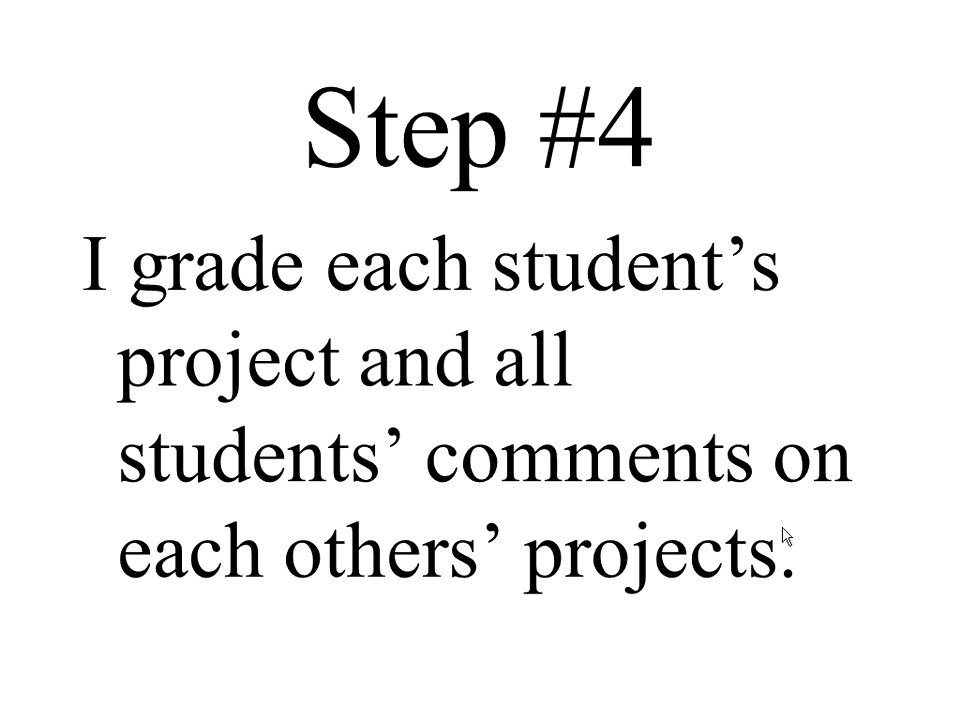 Step #4
I grade each student’s
project and all
students’ comments on
each others’ projects.